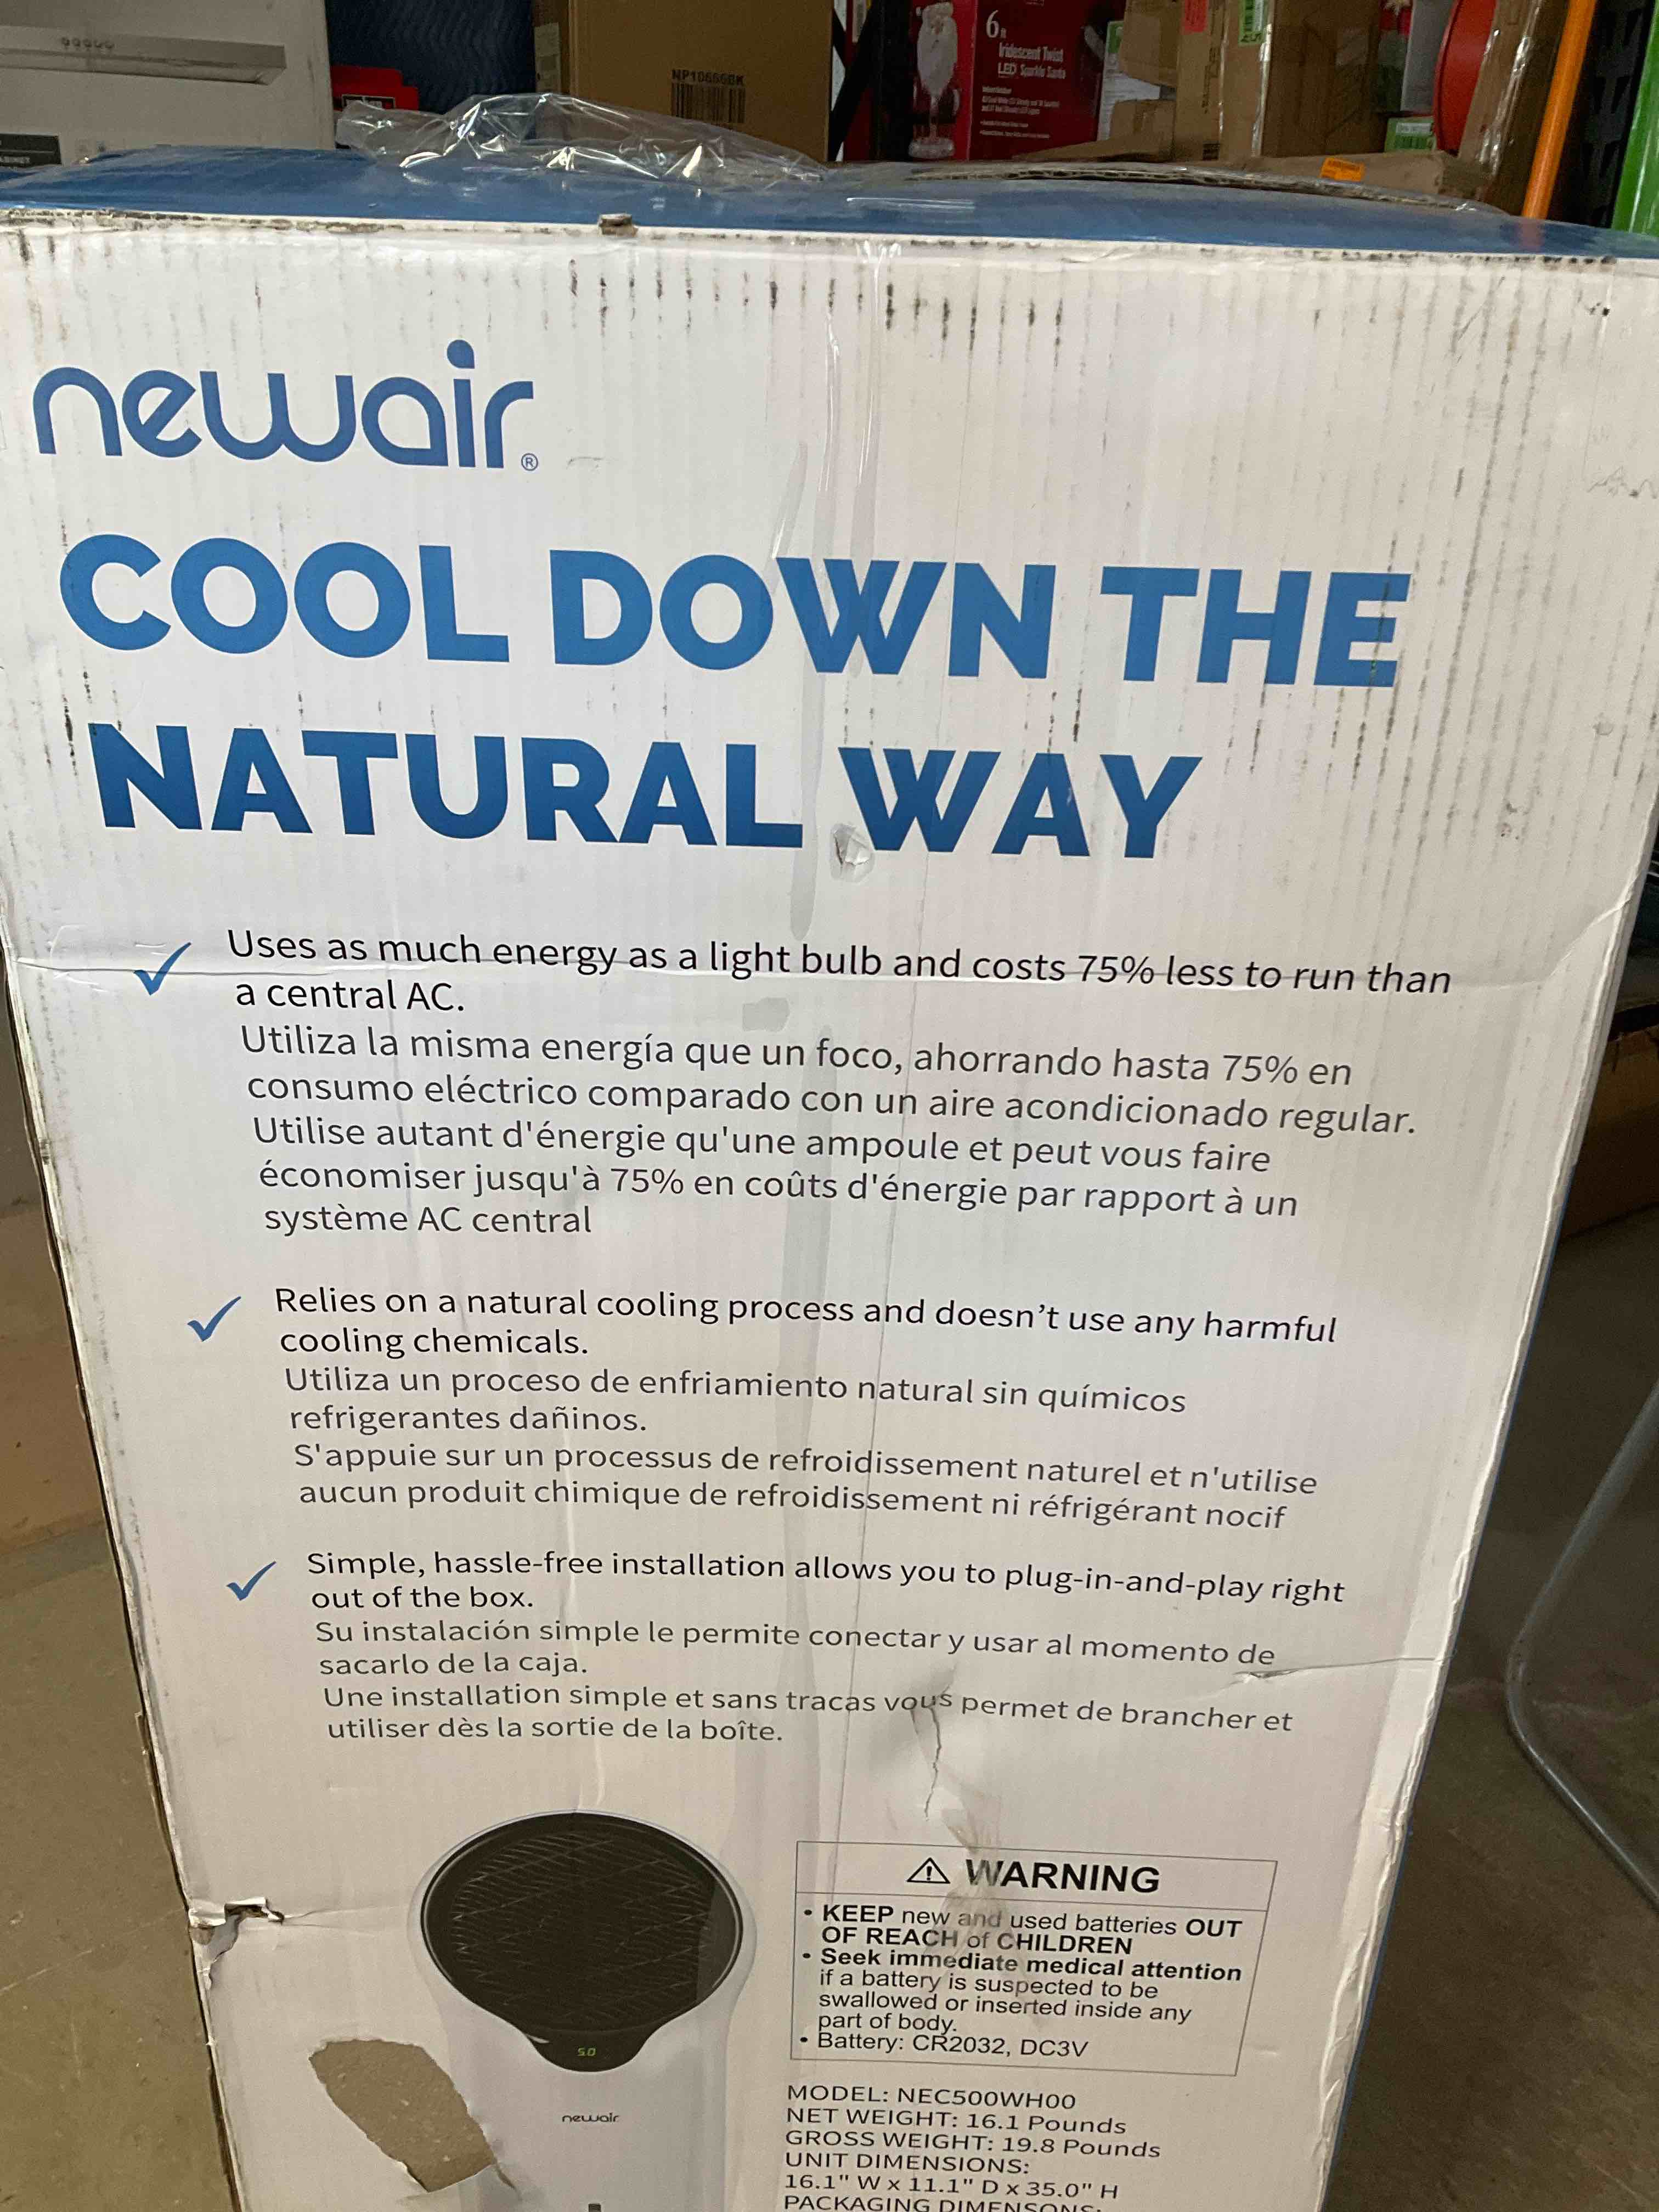 NP1066SBK
6ft
Iridescent Twist
LED Sparkle Santa
newair®
COOL DOWN THE
NATURAL WAY
Uses as much energy as a light bulb and costs 75% less to run than
a central AC.
Utiliza la misma energía que un foco, ahorrando hasta 75% en
consumo eléctrico comparado con un aire acondicionado regular.
Utilise autant d'énergie qu'une ampoule et peut vous faire
économiser jusqu'à 75% en coûts d'énergie par rapport à un
système AC central
Relies on a natural cooling process and doesn’t use any harmful
cooling chemicals.
Utiliza un proceso de enfriamiento natural sin químicos
refrigerantes dañinos.
S'appuie sur un processus de refroidissement naturel et n'utilise
aucun produit chimique de refroidissement ni réfrigérant nocif
Simple, hassle-free installation allows you to plug-in-and-play right
out of the box.
Su instalación simple le permite conectar y usar al momento de
sacarlo de la caja.
Une installation simple et sans tracas vous permet de brancher et
utiliser dès la sortie de la boîte.
⚠ WARNING
• KEEP new and used batteries OUT
OF REACH of CHILDREN
• Seek immediate medical attention
if a battery is suspected to be
swallowed or inserted inside any
part of body.
• Battery: CR2032, DC3V
50
newair
MODEL: NEC500WH00
NET WEIGHT: 16.1 Pounds
GROSS WEIGHT: 19.8 Pounds
UNIT DIMENSIONS:
16.1" W x 11.1" D x 35.0" H
PACKAGING DIMENSIONS: